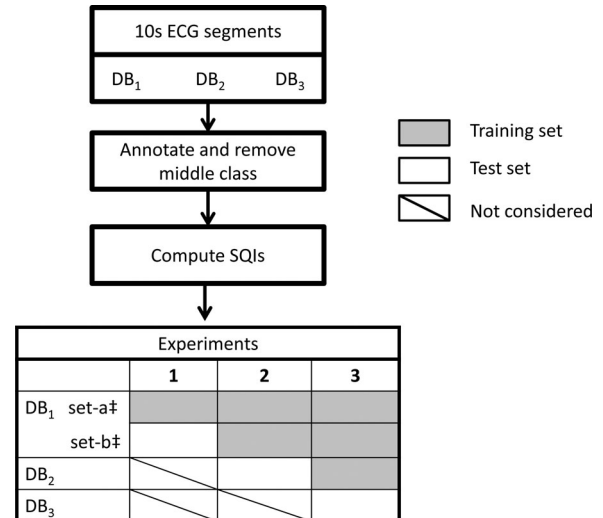 10s ECG segments
DB₁ DB₂ DB₃
Annotate and remove
middle class
Compute SQIs
Training set
Test set
Not considered
Experiments
1 2 3
DB₁ set-a‡
set-b‡
DB₂
DB₃